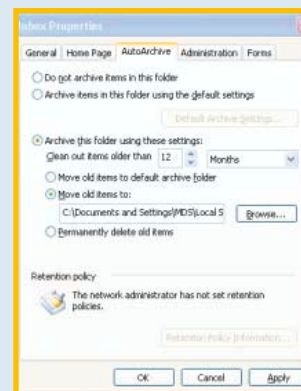 Inbox Properties
General Home Page AutoArchive Administration Forms
Do not archive items in this folder
Archive items in this folder using the default settings
Default Archive Settings...
Archive this folder using these settings:
Clean out items older than 12 Months
Move old items to default archive folder
Move old items to:
C:\Documents and Settings\MDS\Local S Browse...
Permanently delete old items
Retention policy
The network administrator has not set retention
policies.
Retention Policy Information...
OK Cancel Apply